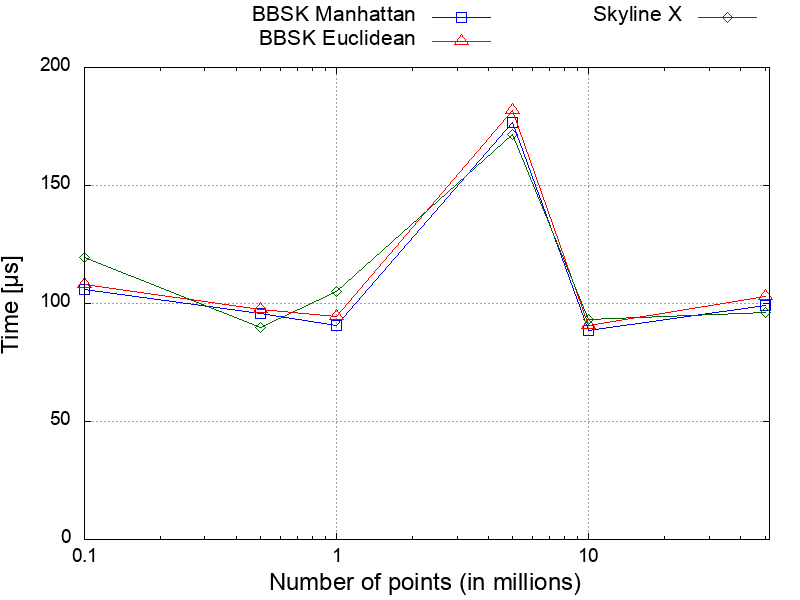 BBSK Manhattan
BBSK Euclidean
Skyline X
200
150
100
50
0
Time [µs]
0.1
1
10
Number of points (in millions)